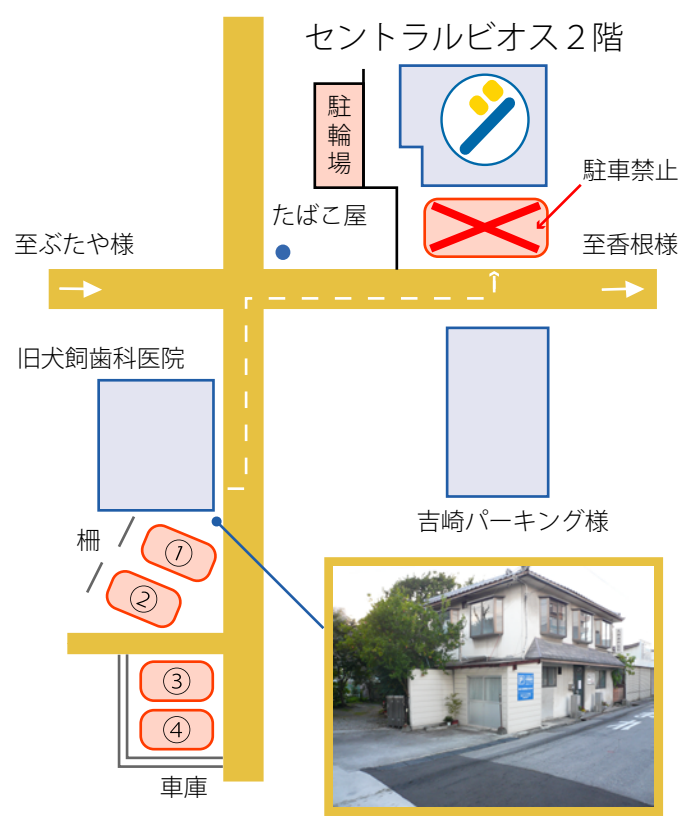 セントラルビオス２階
駐輪場
駐車禁止
たばこ屋
至ぶたや様
至香根様
旧犬飼歯科医院
吉崎パーキング様
柵
①
②
③
④
車庫